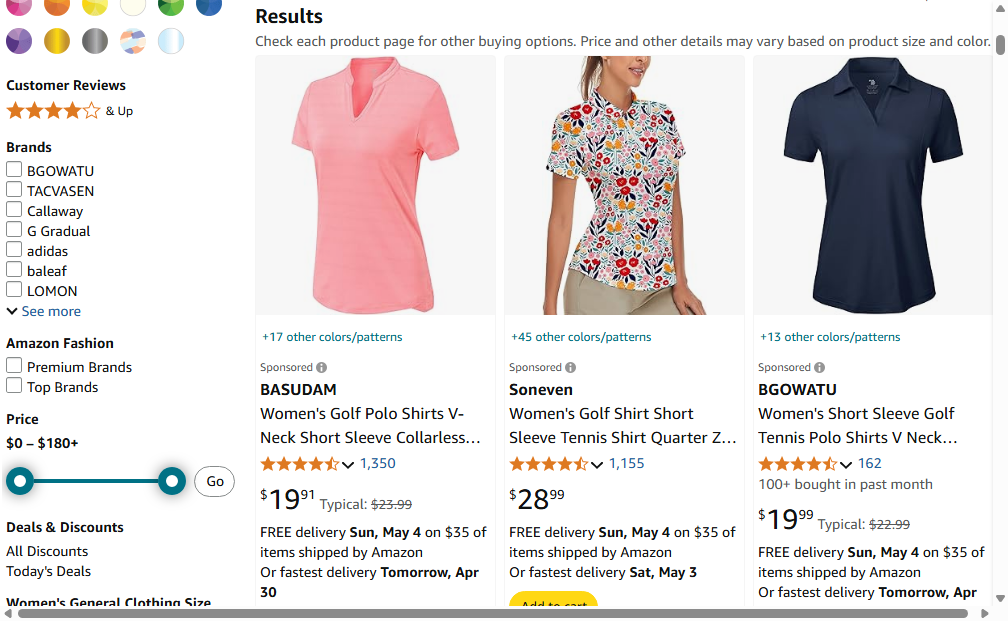 Results
Check each product page for other buying options. Price and other details may vary based on product size and color.
Customer Reviews
& Up
Brands
BGOWATU
TACVASEN
Callaway
G Gradual
adidas
baleaf
LOMON
See more
Amazon Fashion
Premium Brands
Top Brands
Price
$0 – $180+
Go
Deals & Discounts
All Discounts
Today's Deals
Women's General Clothing Size
+17 other colors/patterns
Sponsored
BASUDAM
Women's Golf Polo Shirts V-
Neck Short Sleeve Collarless…
1,350
$19.91 Typical: $23.99
FREE delivery Sun, May 4 on $35 of
items shipped by Amazon
Or fastest delivery Tomorrow, Apr
30
+45 other colors/patterns
Sponsored
Soneven
Women's Golf Shirt Short
Sleeve Tennis Shirt Quarter Z…
1,155
$28.99
FREE delivery Sun, May 4 on $35 of
items shipped by Amazon
Or fastest delivery Sat, May 3
Add to cart
+13 other colors/patterns
Sponsored
BGOWATU
Women's Short Sleeve Golf
Tennis Polo Shirts V Neck…
162
100+ bought in past month
$19.99 Typical: $22.99
FREE delivery Sun, May 4 on $35 of
items shipped by Amazon
Or fastest delivery Tomorrow, Apr